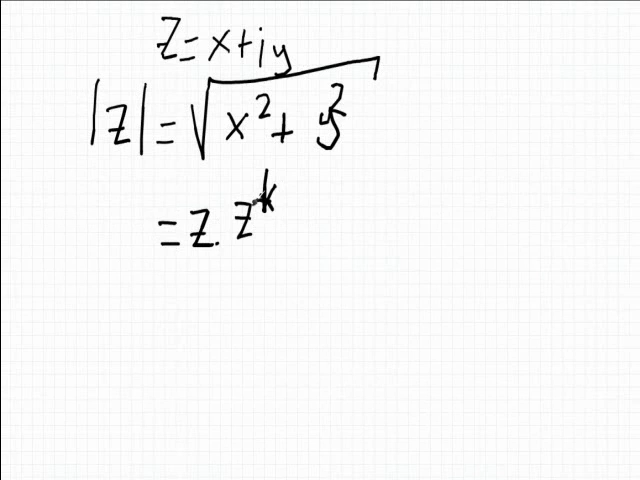 z = x + iy
|z| = √(x² + y²)
= z · z*